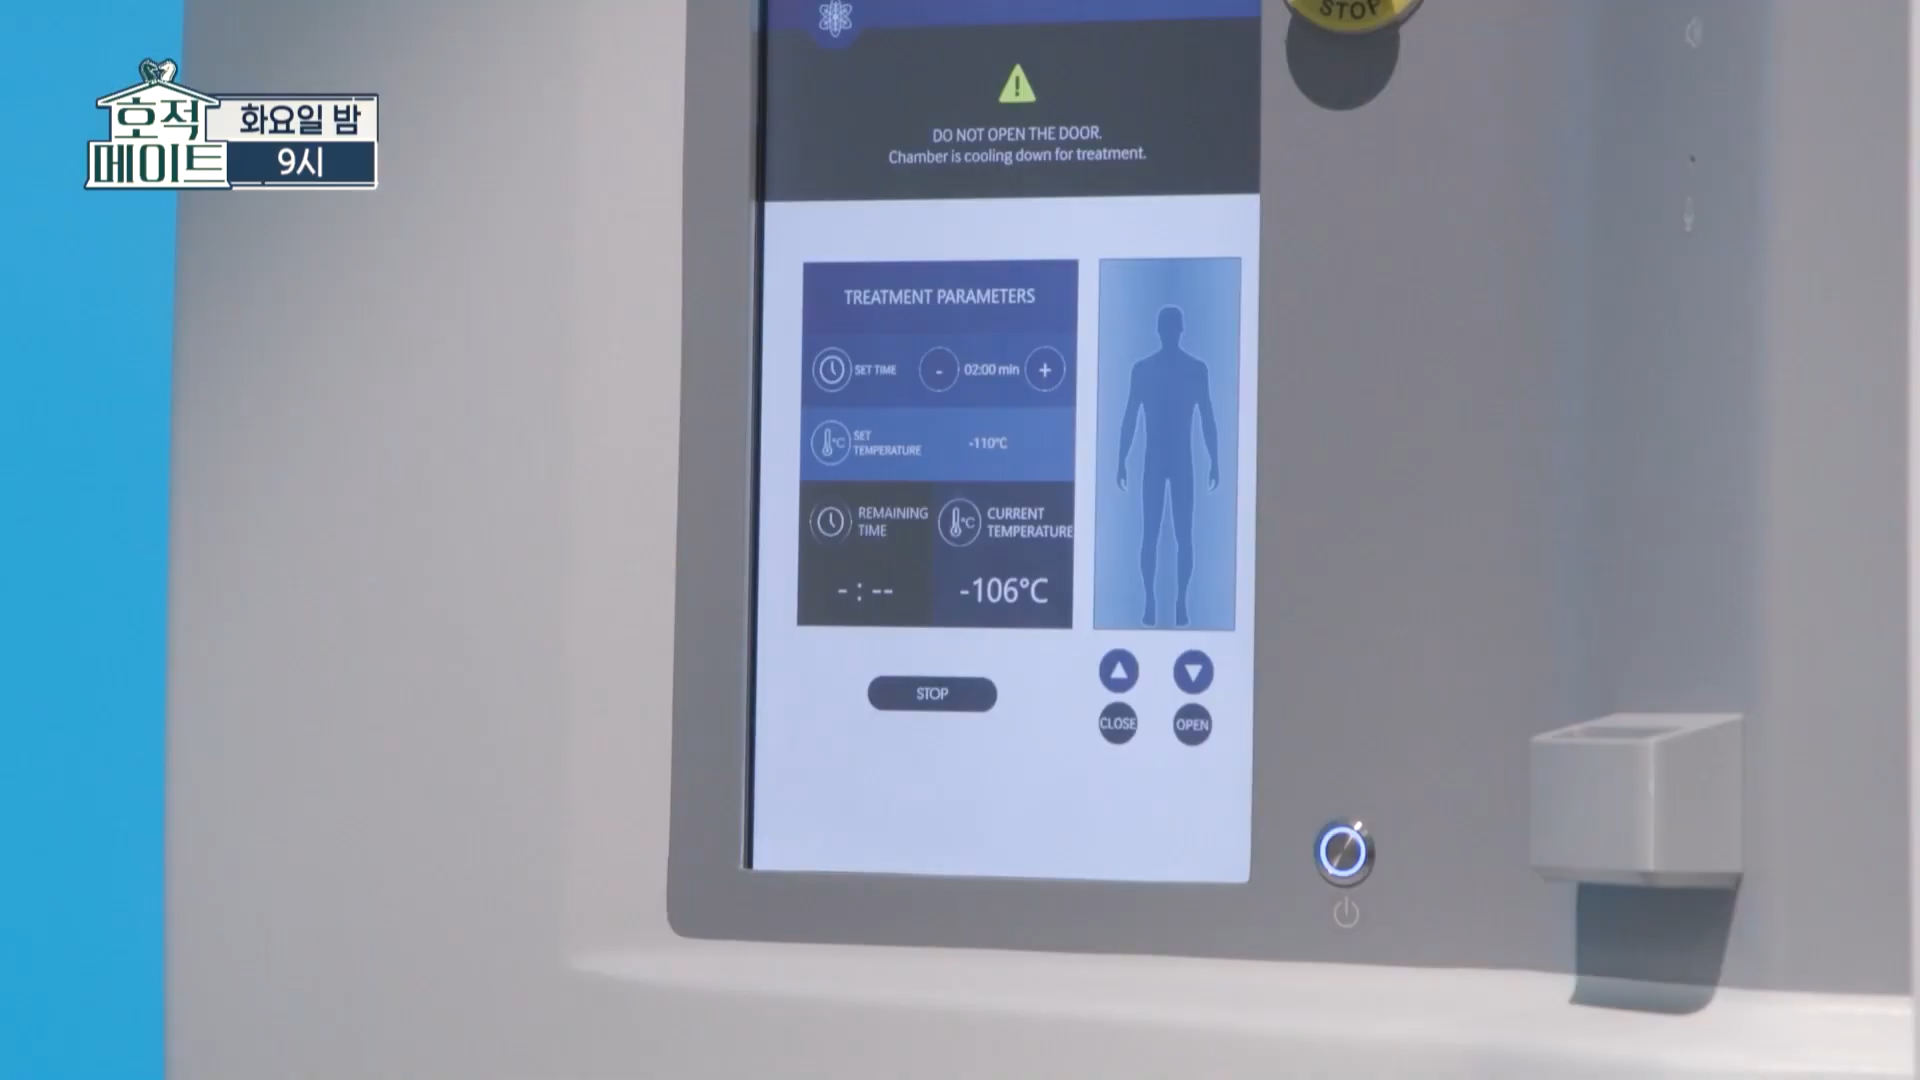 호적
메이트
화요일 밤
9시
STOP
DO NOT OPEN THE DOOR.
Chamber is cooling down for treatment.
TREATMENT PARAMETERS
SET TIME
-
02:00 min
+
SET
TEMPERATURE
-110°C
°C
REMAINING
TIME
- : --
°C
CURRENT
TEMPERATURE
-106°C
STOP
CLOSE
OPEN